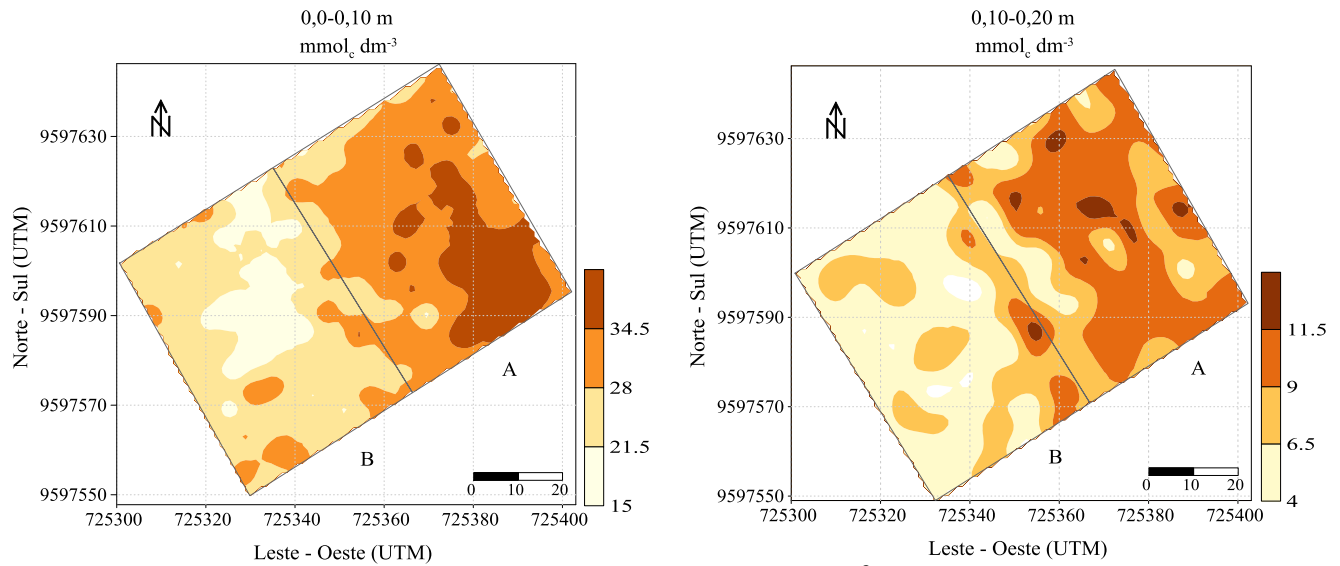 0,0-0,10 m
mmol_c dm⁻³
N
9597630
9597610
9597590
9597570
9597550
Norte - Sul (UTM)
725300 725320 725340 725360 725380 725400
Leste - Oeste (UTM)
A
B
0 10 20
34.5
28
21.5
15
0,10-0,20 m
mmol_c dm⁻³
N
9597630
9597610
9597590
9597570
9597550
Norte - Sul (UTM)
725300 725320 725340 725360 725380 725400
Leste - Oeste (UTM)
A
B
0 10 20
11.5
9
6.5
4